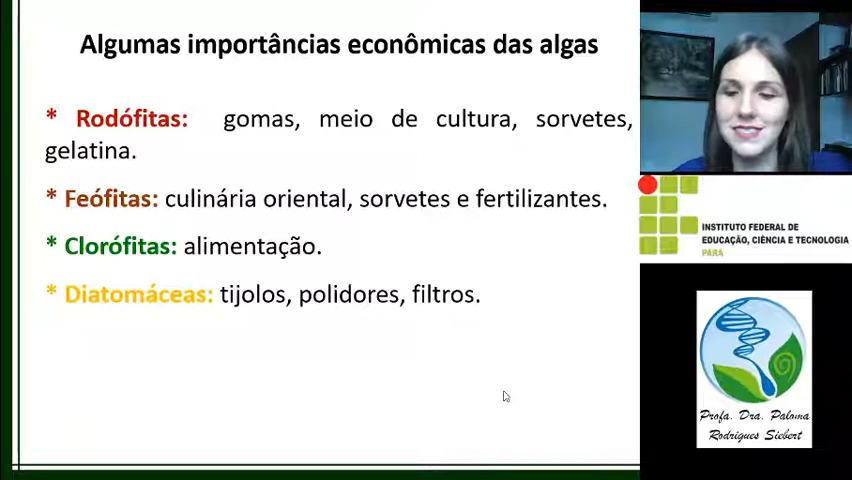 Algumas importâncias econômicas das algas
* Rodófitas: gomas, meio de cultura, sorvetes,
gelatina.
* Feófitas: culinária oriental, sorvetes e fertilizantes.
* Clorófitas: alimentação.
* Diatomáceas: tijolos, polidores, filtros.
INSTITUTO FEDERAL DE
EDUCAÇÃO, CIÊNCIA E TECNOLOGIA
PARÁ
Profa. Dra. Paloma
Rodrigues Siebert